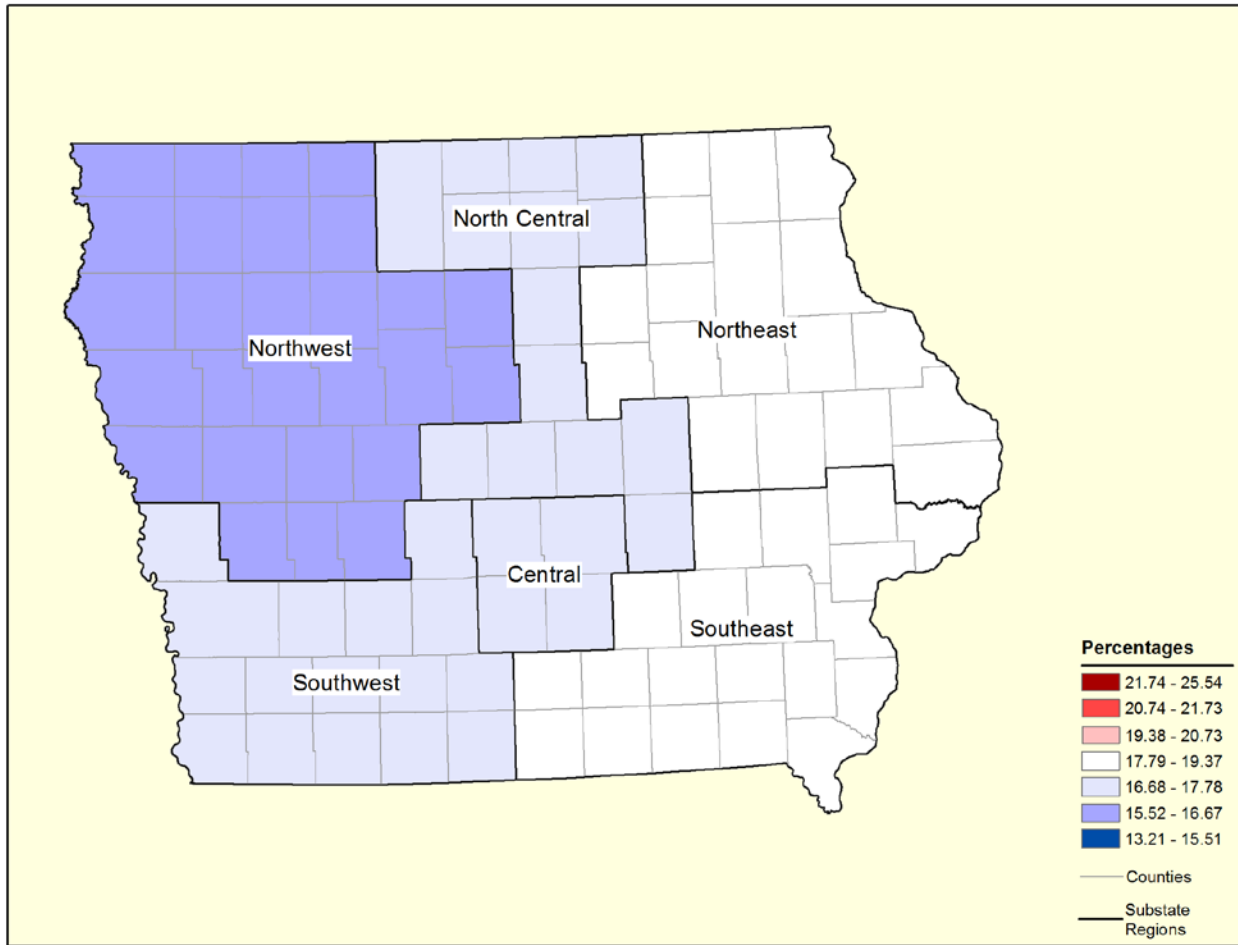 North Central
Northeast
Northwest
Central
Southeast
Southwest
Percentages
21.74 - 25.54
20.74 - 21.73
19.38 - 20.73
17.79 - 19.37
16.68 - 17.78
15.52 - 16.67
13.21 - 15.51
Counties
Substate
Regions